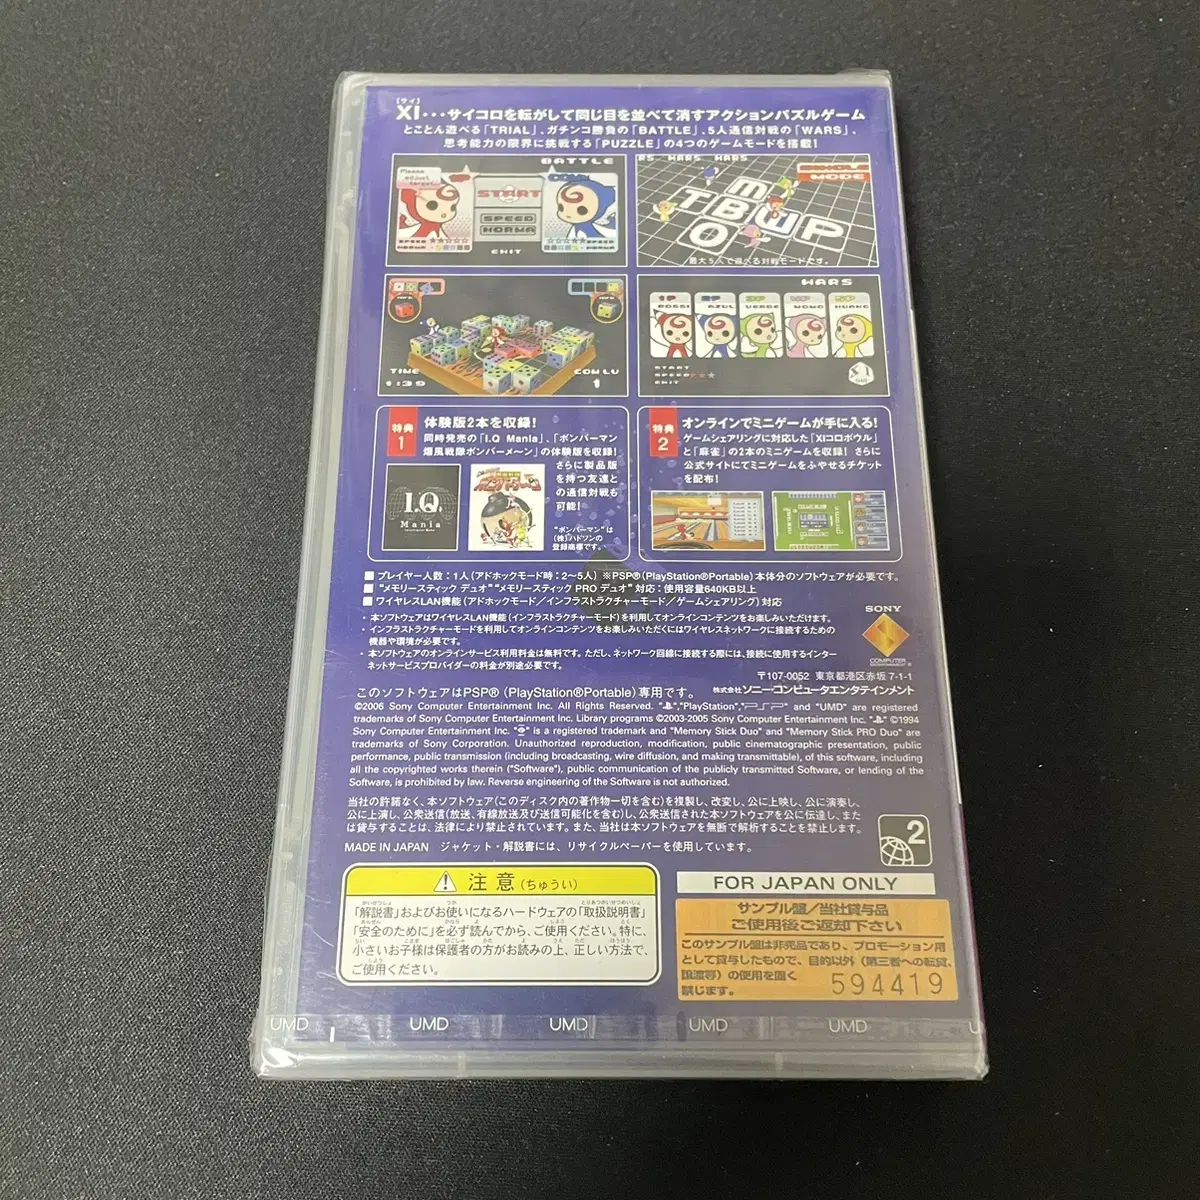 [サイ]
XI・・・サイコロを転がして同じ目を並べて消すアクションパズルゲーム
とことん遊べる「TRIAL」、ガチンコ勝負の「BATTLE」、5人通信対戦の「WARS」、
思考能力の限界に挑戦する「PUZZLE」の4つのゲームモードを搭載!
BATTLE
Please adjust target
START
SPEED
NORMA
EXIT
WARS WARS
SINGLE MODE
最大5人で遊べる対戦モードです。
TIME
1:39
COM LV
1
WARS
1P 2P 3P
ROSSI AZUL VERDE MOMO HUANG
START
SPEED
EXIT
特典1
体験版2本を収録!
同時発売の「I.Q Mania」、「ボンバーマン
爆風戦隊ボンバーメ〜ン」の体験版を収録!
さらに製品版
を持つ友達と
の通信対戦も
可能!
I.Q
Mania
"ボンバーマン"は
(株)ハドソンの
登録商標です。
特典2
オンラインでミニゲームが手に入る!
ゲームシェアリングに対応した「XIコロボウル」
と「麻雀」の2本のミニゲームを収録! さらに
公式サイトにてミニゲームをふやせるチケット
を配布!
■ プレイヤー人数:1人(アドホックモード時:2〜5人) ※PSP®(PlayStation®Portable)本体分のソフトウェアが必要です。
■ "メモリースティック デュオ""メモリースティック PRO デュオ"対応:使用容量640KB以上
■ ワイヤレスLAN機能(アドホックモード/インフラストラクチャーモード/ゲームシェアリング)対応
・本ソフトウェアはワイヤレスLAN機能(インフラストラクチャーモード)を利用してオンラインコンテンツをお楽しみいただけます。
・インフラストラクチャーモードを利用してオンラインコンテンツをお楽しみいただくにはワイヤレスネットワークに接続するための
機器や環境が必要です。
・本ソフトウェアのオンラインサービス利用料金は無料です。ただし、ネットワーク回線に接続する際には、接続に使用するインター
ネットサービスプロバイダーの料金が別途必要です。
SONY
COMPUTER
ENTERTAINMENT ®
〒107-0052 東京都港区赤坂 7-1-1
このソフトウェアはPSP®(PlayStation®Portable)専用です。 株式会社ソニー・コンピュータエンタテインメント
©2006 Sony Computer Entertainment Inc. All Rights Reserved. "","PlayStation","PSP" and "UMD" are registered
trademarks of Sony Computer Entertainment Inc. Library programs ©2003-2005 Sony Computer Entertainment Inc. "" ©1994
Sony Computer Entertainment Inc. "" is a registered trademark and "Memory Stick Duo" and "Memory Stick PRO Duo" are
trademarks of Sony Corporation. Unauthorized reproduction, modification, public cinematographic presentation, public
performance, public transmission (including broadcasting, wire diffusion, and making transmittable), of this software, including
all the copyrighted works therein ("Software"), public communication of the publicly transmitted Software, or lending of the
Software, is prohibited by law. Reverse engineering of the Software is not authorized.
当社の許諾なく、本ソフトウェア(このディスク内の著作物一切を含む)を複製し、改変し、公に上映し、公に演奏し、
公に上演し、公衆送信(放送、有線放送及び送信可能化を含む)し、公衆送信された本ソフトウェアを公に伝達し、また
は貸与することは、法律により禁止されています。また、当社は本ソフトウェアを無断で解析することを禁止します。
MADE IN JAPAN ジャケット・解説書には、リサイクルペーパーを使用しています。
2
注意(ちゅうい)
「解説書」およびお使いになるハードウェアの「取扱説明書」
「安全のために」を必ず読んでから、ご使用ください。特に、
小さいお子様は保護者の方がお読みの上、正しい方法で、
ご使用ください。
FOR JAPAN ONLY
サンプル盤/当社貸与品
ご使用後ご返却下さい
このサンプル盤は非売品であり、プロモーション用
として貸与したもので、目的以外(第三者への転貸、
譲渡等)の使用を固く
禁じます。 594419
UMD UMD UMD UMD UMD